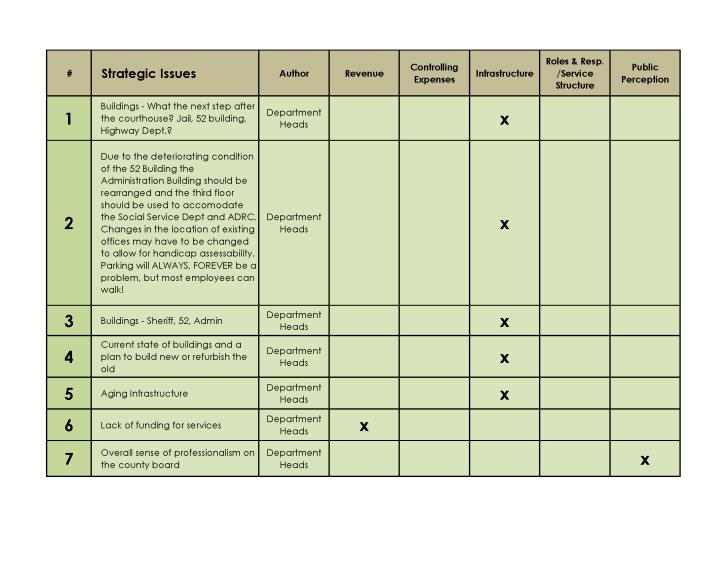 #
Strategic Issues
Author
Revenue
Controlling
Expenses
Infrastructure
Roles & Resp.
/Service
Structure
Public
Perception
1
Buildings - What the next step after
the courthouse? Jail, 52 building,
Highway Dept.?
Department
Heads
x
2
Due to the deteriorating condition
of the 52 Building the
Administration Building should be
rearranged and the third floor
should be used to accomodate
the Social Service Dept and ADRC.
Changes in the location of existing
offices may have to be changed
to allow for handicap assessability.
Parking will ALWAYS, FOREVER be a
problem, but most employees can
walk!
Department
Heads
x
3
Buildings - Sheriff, 52, Admin
Department
Heads
x
4
Current state of buildings and a
plan to build new or refurbish the
old
Department
Heads
x
5
Aging Infrastructure
Department
Heads
x
6
Lack of funding for services
Department
Heads
x
7
Overall sense of professionalism on
the county board
Department
Heads
x